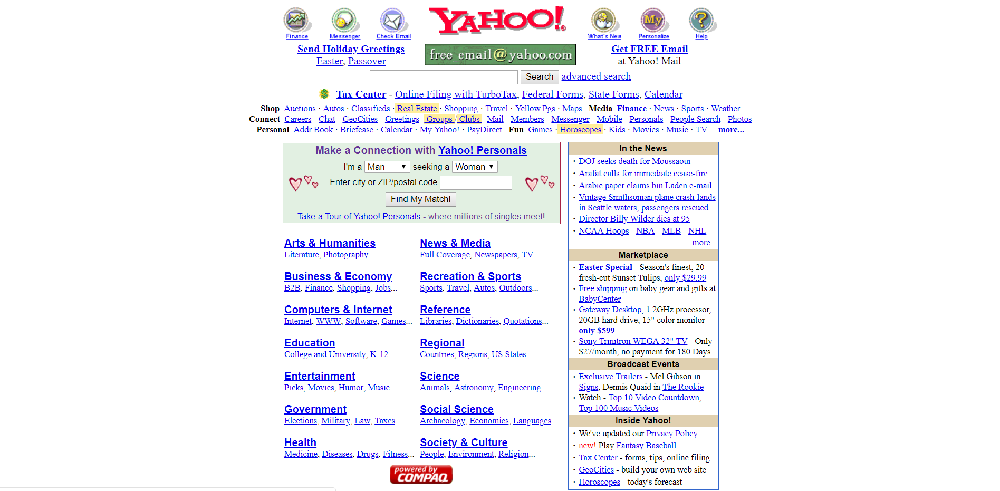 Finance
Messenger
Check Email
YAHOO!®
What's New
My
Personalize
?
Help
Send Holiday Greetings
Easter, Passover
free_email@yahoo.com
Get FREE Email
at Yahoo! Mail
Search advanced search
$ Tax Center - Online Filing with TurboTax, Federal Forms, State Forms, Calendar
Shop Auctions · Autos · Classifieds · Real Estate · Shopping · Travel · Yellow Pgs · Maps Media Finance · News · Sports · Weather
Connect Careers · Chat · GeoCities · Greetings · Groups / Clubs · Mail · Members · Messenger · Mobile · Personals · People Search · Photos
Personal Addr Book · Briefcase · Calendar · My Yahoo! · PayDirect Fun Games · Horoscopes · Kids · Movies · Music · TV more...
Make a Connection with Yahoo! Personals
I'm a Man seeking a Woman
Enter city or ZIP/postal code
Find My Match!
Take a Tour of Yahoo! Personals - where millions of singles meet!
Arts & Humanities
Literature, Photography...
News & Media
Full Coverage, Newspapers, TV...
Business & Economy
B2B, Finance, Shopping, Jobs...
Recreation & Sports
Sports, Travel, Autos, Outdoors...
Computers & Internet
Internet, WWW, Software, Games...
Reference
Libraries, Dictionaries, Quotations...
Education
College and University, K-12...
Regional
Countries, Regions, US States...
Entertainment
Picks, Movies, Humor, Music...
Science
Animals, Astronomy, Engineering...
Government
Elections, Military, Law, Taxes...
Social Science
Archaeology, Economics, Languages...
Health
Medicine, Diseases, Drugs, Fitness...
Society & Culture
People, Environment, Religion...
powered by
COMPAQ
In the News
· DOJ seeks death for Moussaoui
· Arafat calls for immediate cease-fire
· Arabic paper claims bin Laden e-mail
· Vintage Smithsonian plane crash-lands
in Seattle waters, passengers rescued
· Director Billy Wilder dies at 95
· NCAA Hoops - NBA - MLB - NHL
more...
Marketplace
· Easter Special - Season's finest, 20
fresh-cut Sunset Tulips, only $29.99
· Free shipping on baby gear and gifts at
BabyCenter
· Gateway Desktop, 1.2GHz processor,
20GB hard drive, 15" color monitor -
only $599
· Sony Trinitron WEGA 32" TV - Only
$27/month, no payment for 180 Days
Broadcast Events
· Exclusive Trailers - Mel Gibson in
Signs, Dennis Quaid in The Rookie
· Watch - Top 10 Video Countdown,
Top 100 Music Videos
Inside Yahoo!
· We've updated our Privacy Policy
· new! Play Fantasy Baseball
· Tax Center - forms, tips, online filing
· GeoCities - build your own web site
· Horoscopes - today's forecast